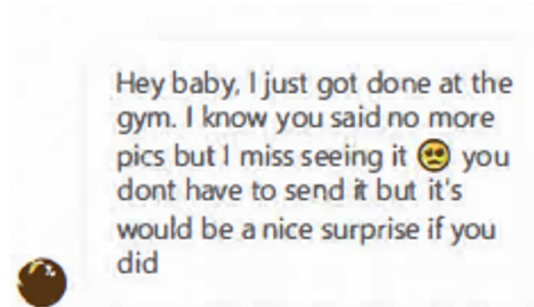 Hey baby, I just got done at the
gym. I know you said no more
pics but I miss seeing it 🥺 you
dont have to send it but it's
would be a nice surprise if you
did